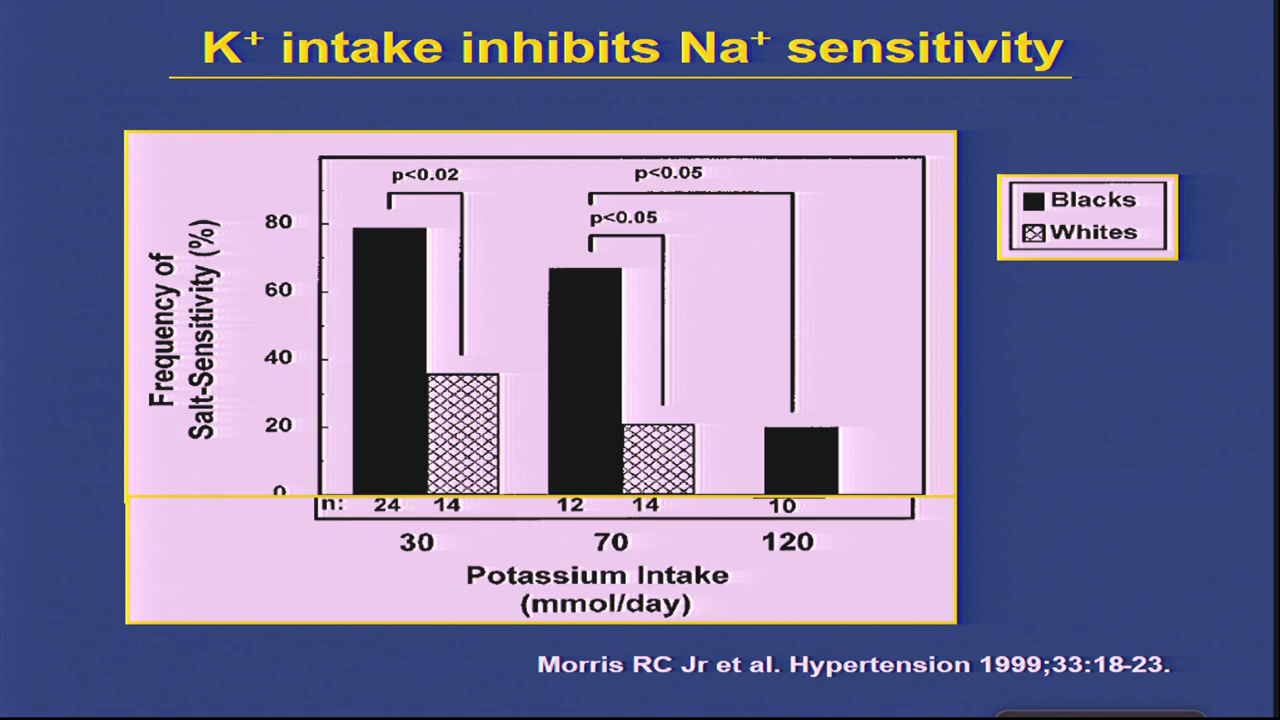 K+ intake inhibits Na+ sensitivity
Frequency of
Salt-Sensitivity (%)
80
60
40
20
0
p<0.02
p<0.05
p<0.05
Blacks
Whites
n: 24 14 12 14 10
30 70 120
Potassium Intake
(mmol/day)
Morris RC Jr et al. Hypertension 1999;33:18-23.